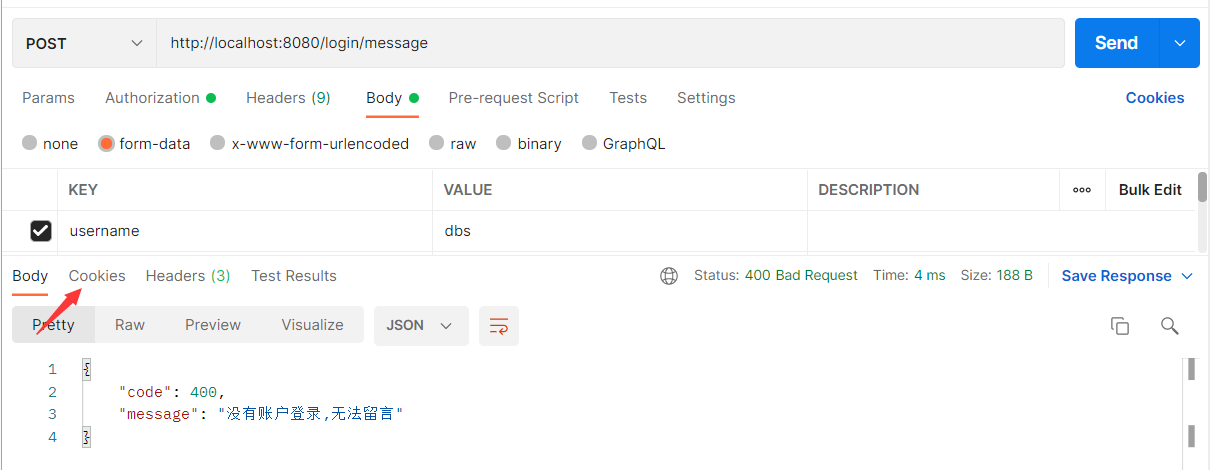 POST http://localhost:8080/login/message Send
Params Authorization Headers (9) Body Pre-request Script Tests Settings Cookies
none form-data x-www-form-urlencoded raw binary GraphQL
KEY VALUE DESCRIPTION ooo Bulk Edit
username dbs
Body Cookies Headers (3) Test Results Status: 400 Bad Request Time: 4 ms Size: 188 B Save Response
Pretty Raw Preview Visualize JSON
1 {
2 "code": 400,
3 "message": "没有账户登录,无法留言"
4 }